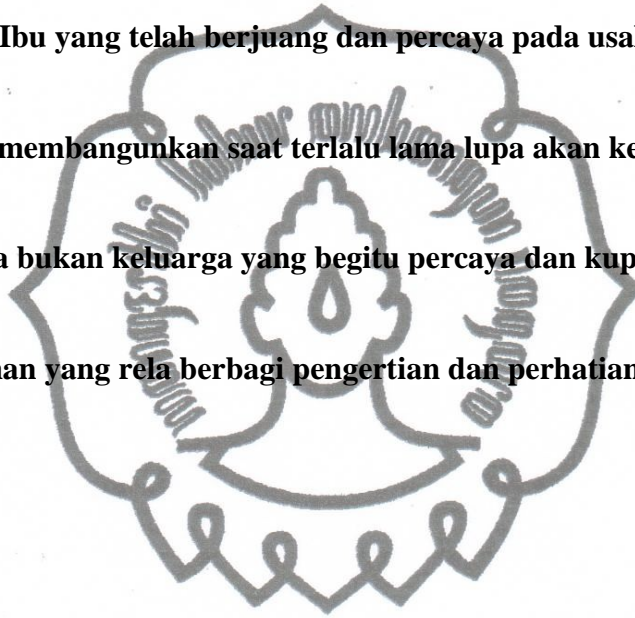 Ibu yang telah berjuang dan percaya pada usa
membangunkan saat terlalu lama lupa akan ke
a bukan keluarga yang begitu percaya dan kup
an yang rela berbagi pengertian dan perhatian